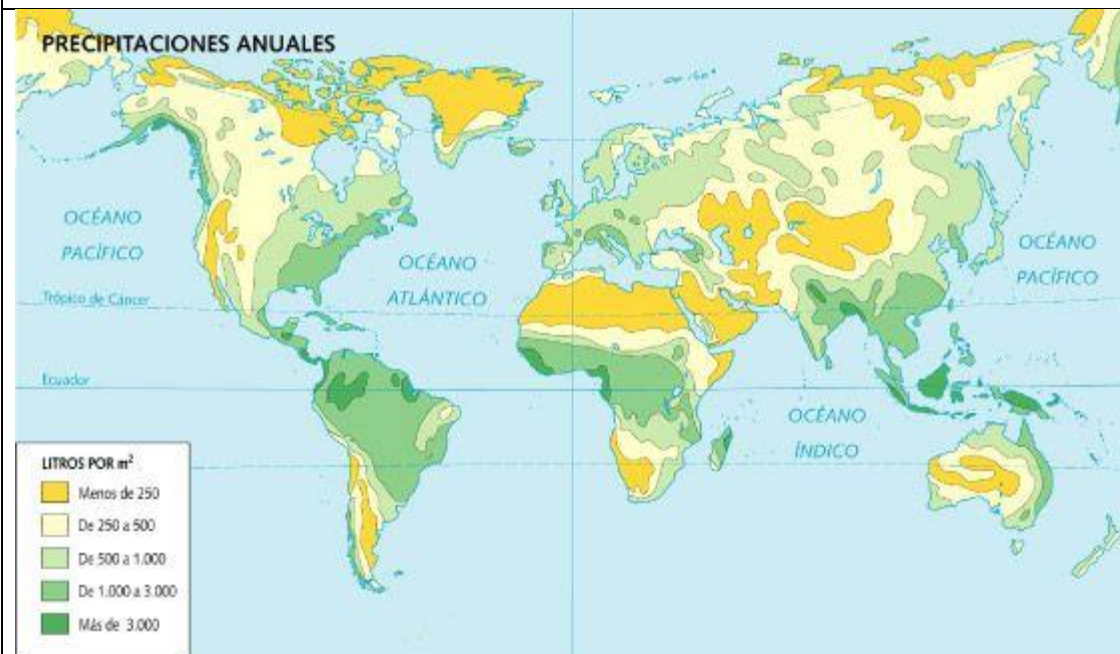 PRECIPITACIONES ANUALES
OCÉANO
PACÍFICO
OCÉANO
ATLÁNTICO
OCÉANO
PACÍFICO
Trópico de Cáncer
Ecuador
OCÉANO
ÍNDICO
LITROS POR m²
Menos de 250
De 250 a 500
De 500 a 1.000
De 1.000 a 3.000
Más de 3.000